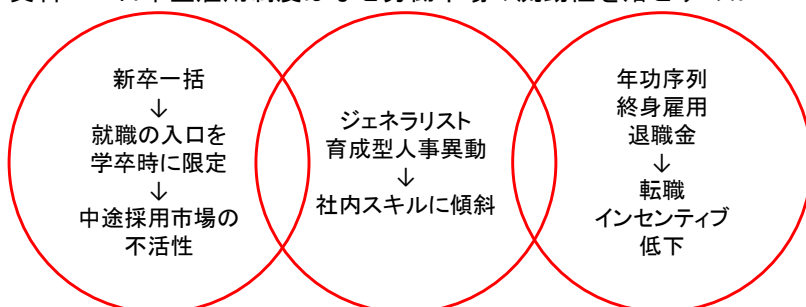 新卒一括
↓
就職の入口を
学卒時に限定
↓
中途採用市場の
不活性
ジェネラリスト
育成型人事異動
↓
社内スキルに傾斜
年功序列
終身雇用
退職金
↓
転職
インセンティブ
低下